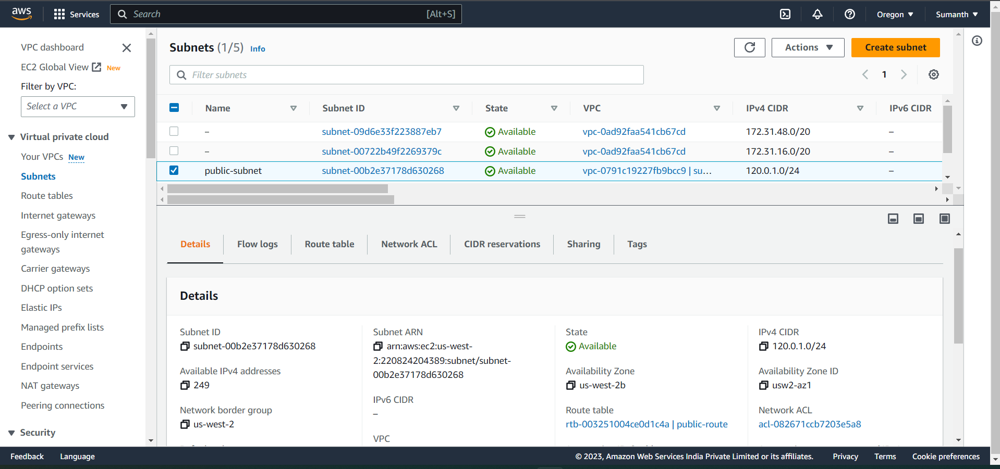 aws
Services
Search
[Alt+S]
Oregon
Sumanth
VPC dashboard
EC2 Global View New
Filter by VPC:
Select a VPC
Virtual private cloud
Your VPCs New
Subnets
Route tables
Internet gateways
Egress-only internet
gateways
Carrier gateways
DHCP option sets
Elastic IPs
Managed prefix lists
Endpoints
Endpoint services
NAT gateways
Peering connections
Security
Subnets (1/5) Info
Actions
Create subnet
Filter subnets
1
Name Subnet ID State VPC IPv4 CIDR IPv6 CIDR
– subnet-09d6e33f223887eb7 Available vpc-0ad92faa541cb67cd 172.31.48.0/20 –
– subnet-00722b49f2269379c Available vpc-0ad92faa541cb67cd 172.31.16.0/20 –
public-subnet subnet-00b2e37178d630268 Available vpc-0791c19227fb9bcc9 | su... 120.0.1.0/24 –
Details Flow logs Route table Network ACL CIDR reservations Sharing Tags
Details
Subnet ID
subnet-00b2e37178d630268
Available IPv4 addresses
249
Network border group
us-west-2
Subnet ARN
arn:aws:ec2:us-west-
2:220824204389:subnet/subnet-
00b2e37178d630268
IPv6 CIDR
–
VPC
State
Available
Availability Zone
us-west-2b
Route table
rtb-003251004ce0d1c4a | public-route
IPv4 CIDR
120.0.1.0/24
Availability Zone ID
usw2-az1
Network ACL
acl-082671ccb7203e5a8
Feedback Language
© 2023, Amazon Web Services India Private Limited or its affiliates. Privacy Terms Cookie preferences